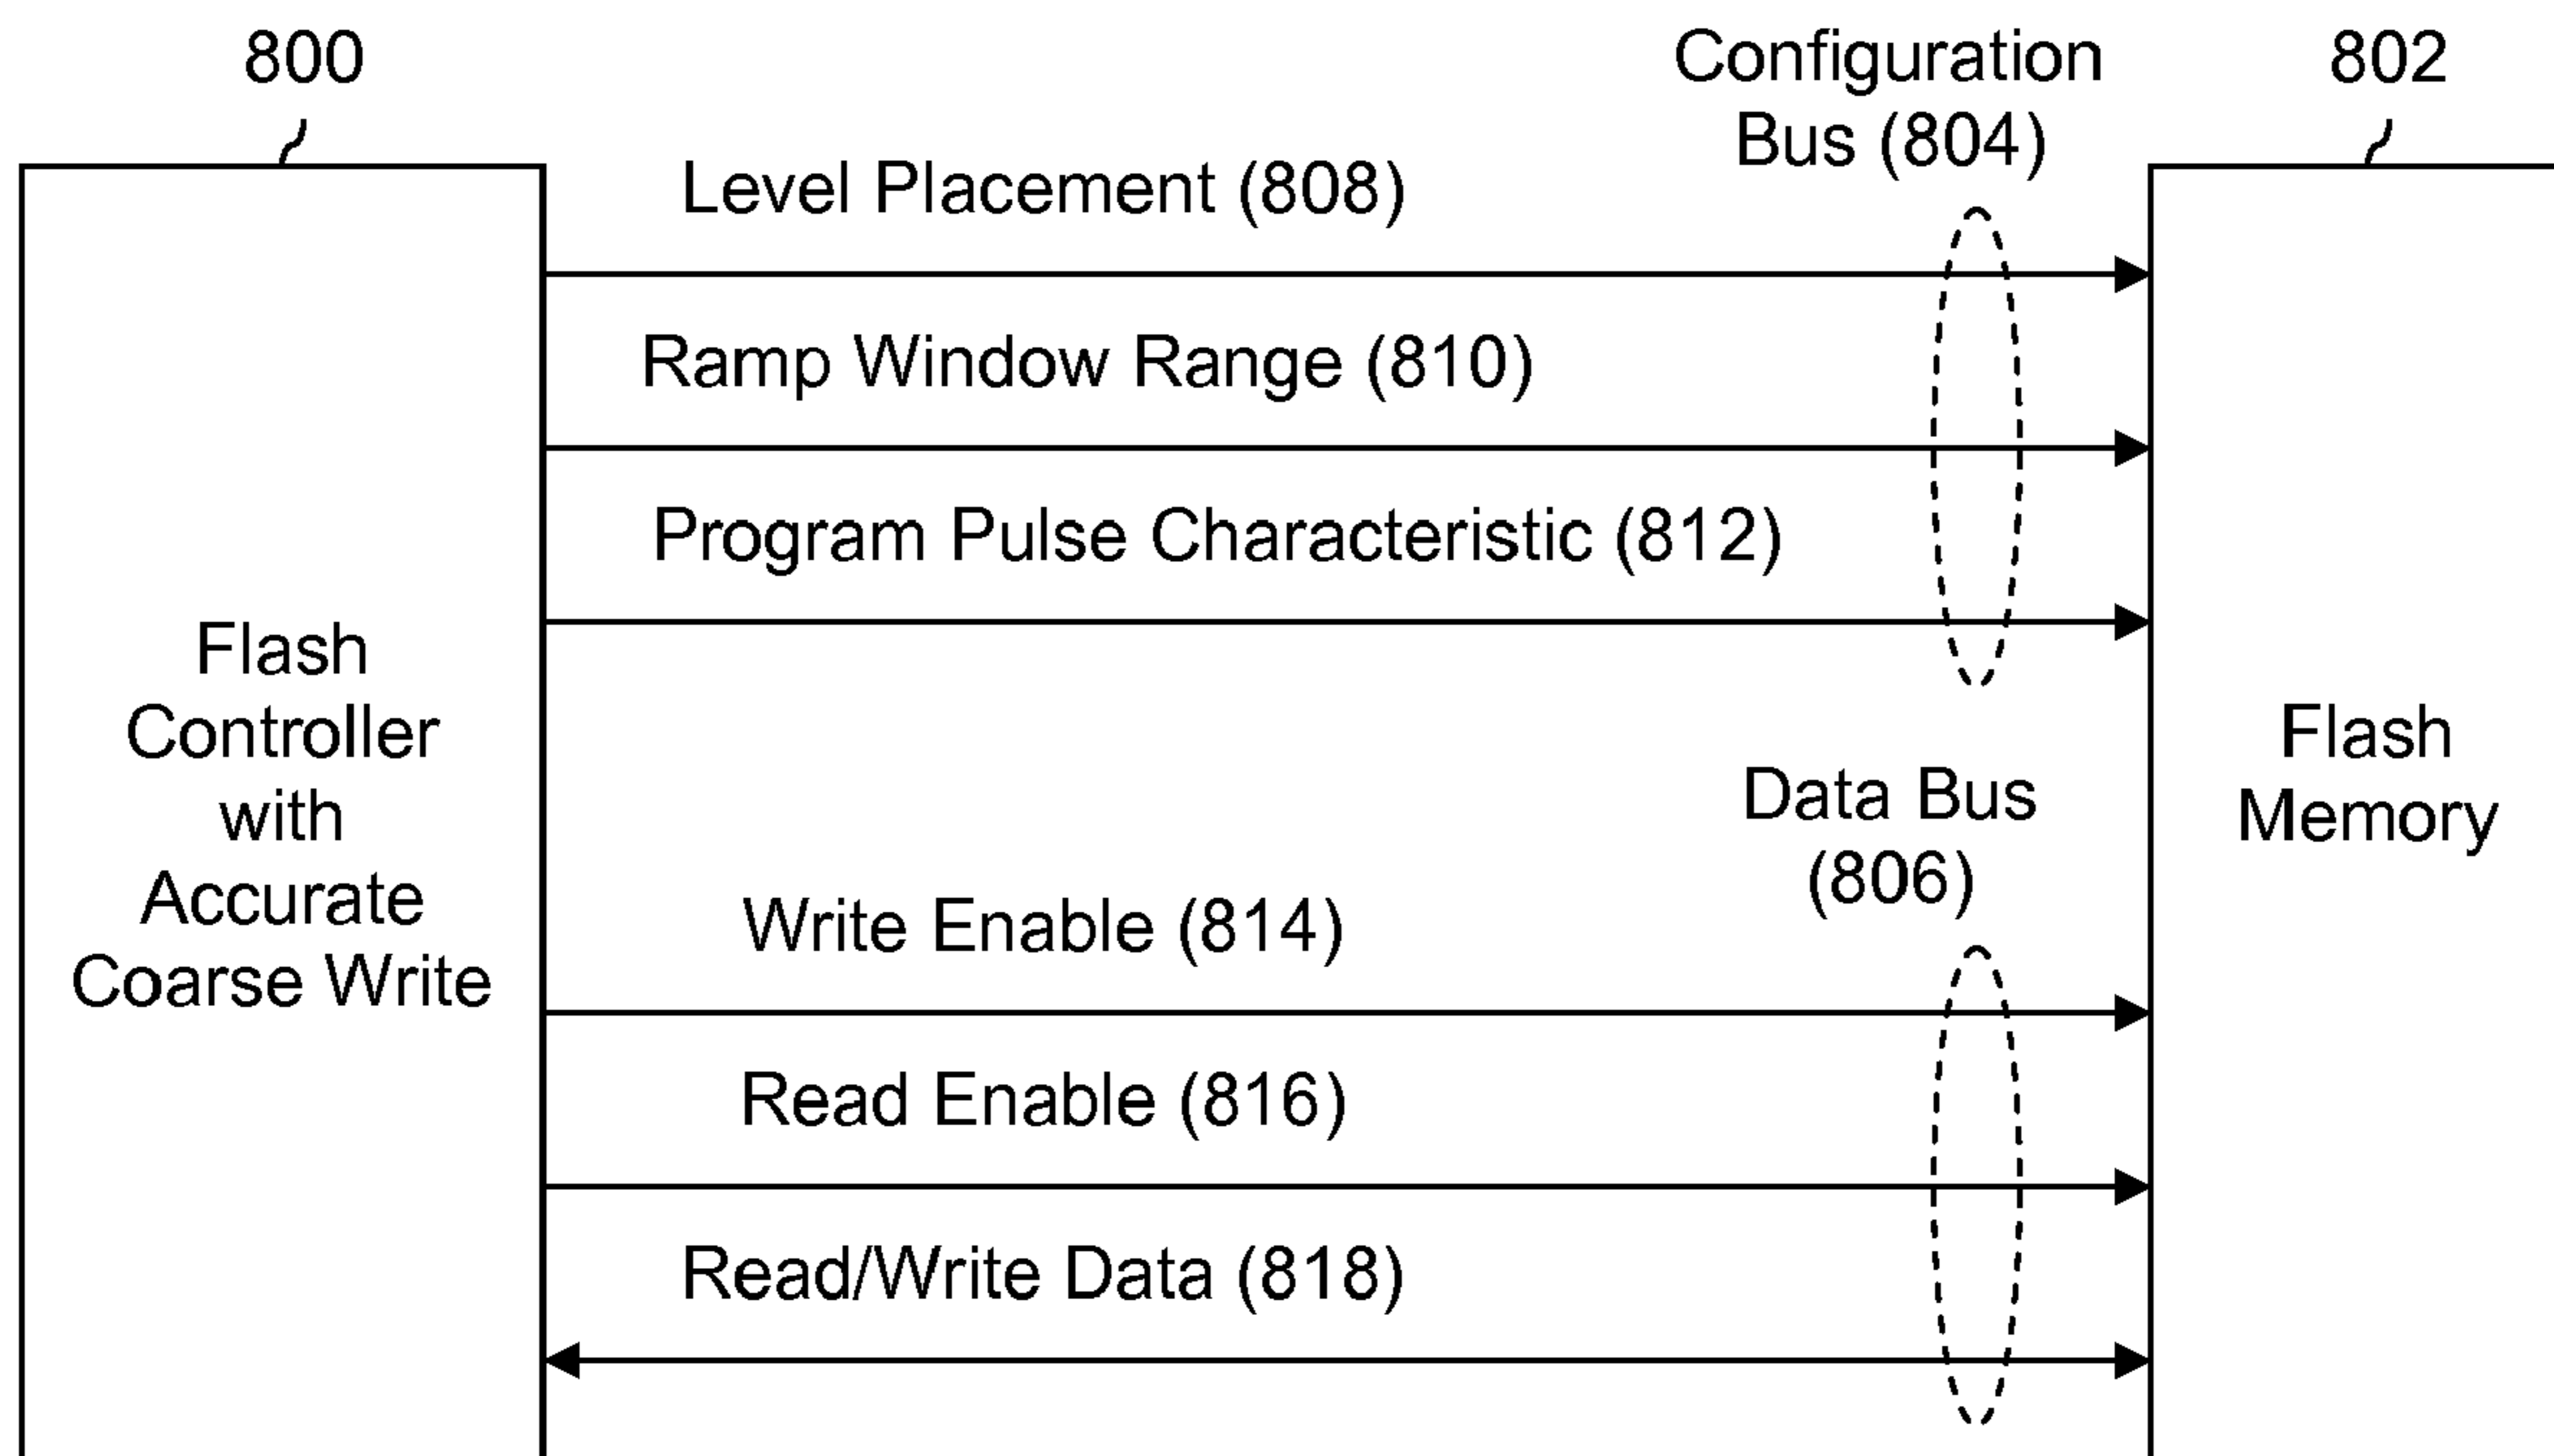 800
Configuration
Bus (804)
802
Level Placement (808)
Ramp Window Range (810)
Program Pulse Characteristic (812)
Flash
Controller
with
Accurate
Coarse Write
Flash
Memory
Data Bus
(806)
Write Enable (814)
Read Enable (816)
Read/Write Data (818)